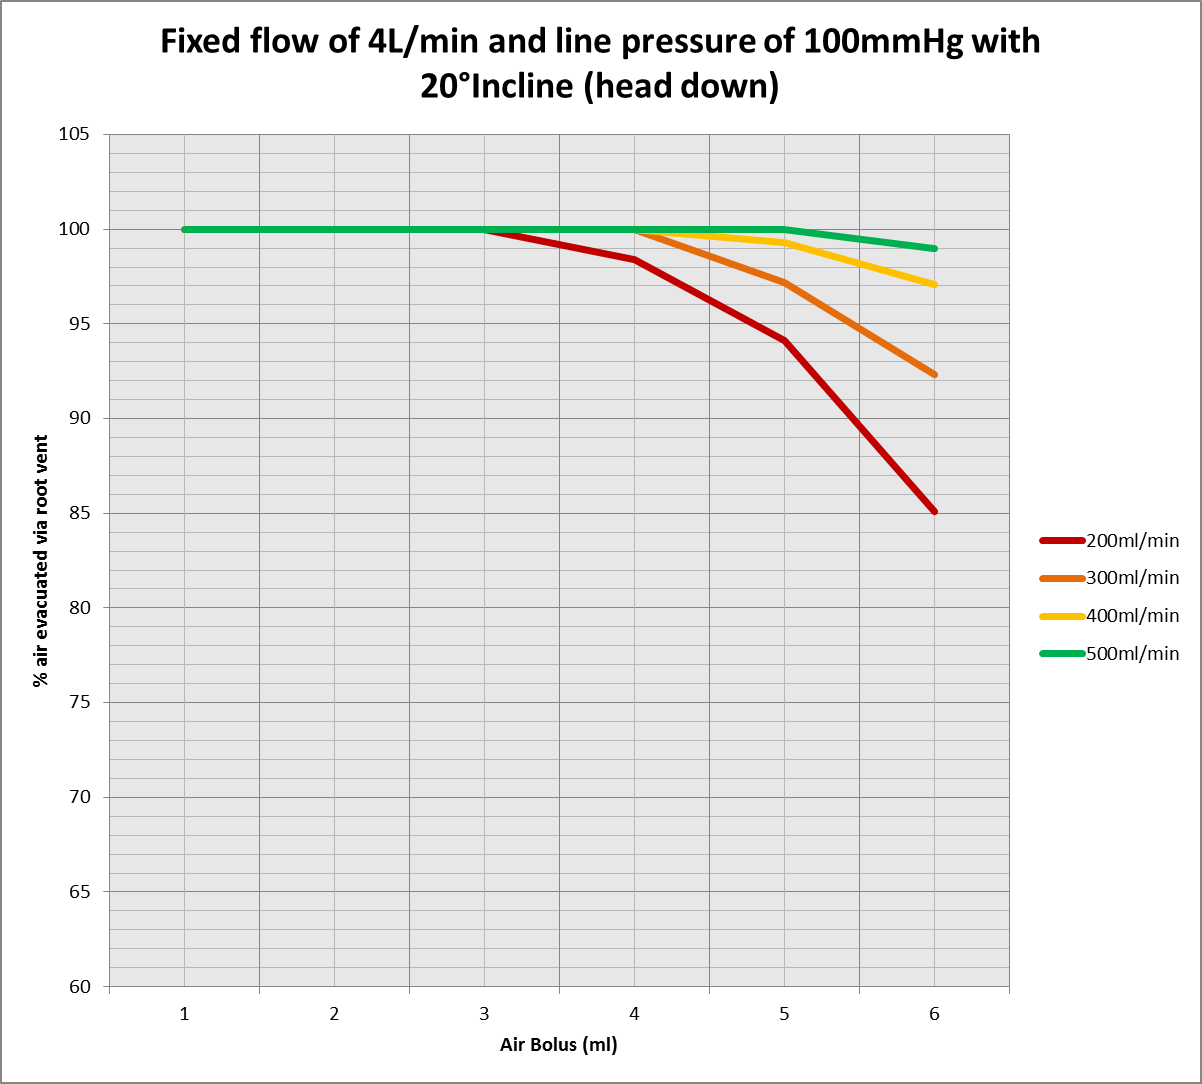 Fixed flow of 4L/min and line pressure of 100mmHg with
20°Incline (head down)
105
100
95
90
85
80
75
70
65
60
% air evacuated via root vent
1 2 3 4 5 6
Air Bolus (ml)
200ml/min
300ml/min
400ml/min
500ml/min